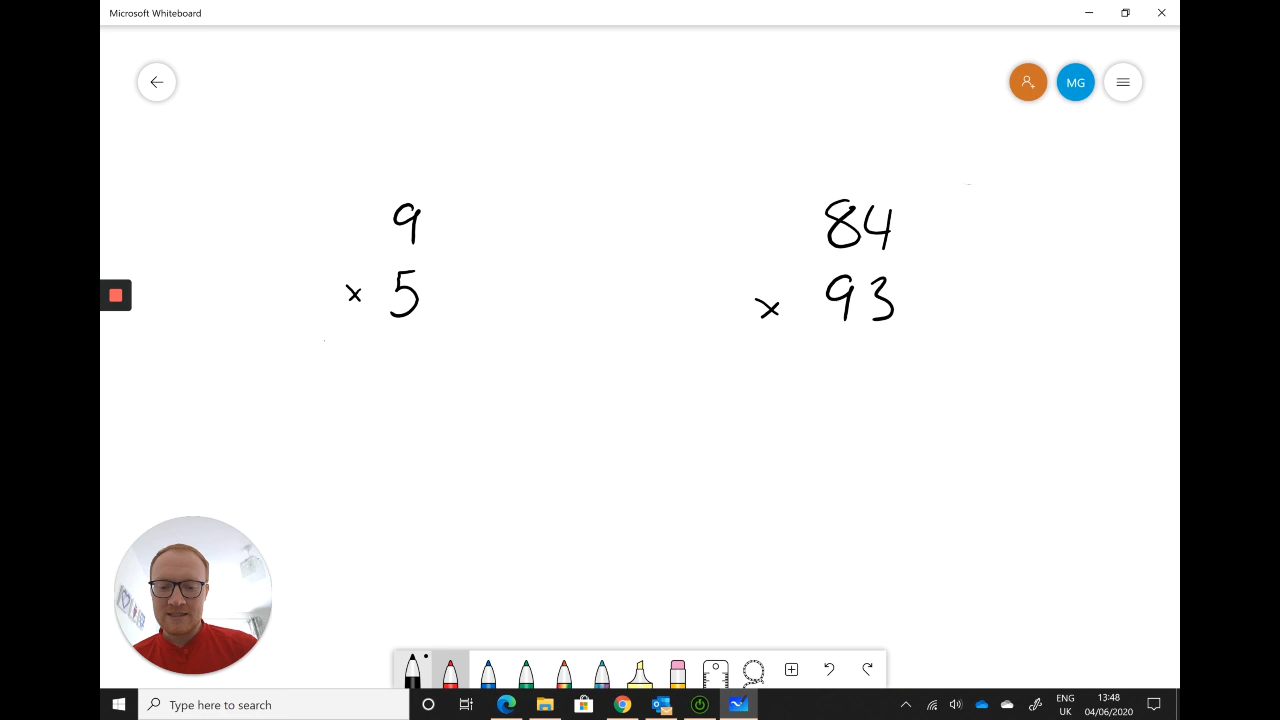 Microsoft Whiteboard
MG
9
× 5
84
× 93
Type here to search
ENG
UK
13:48
04/06/2020